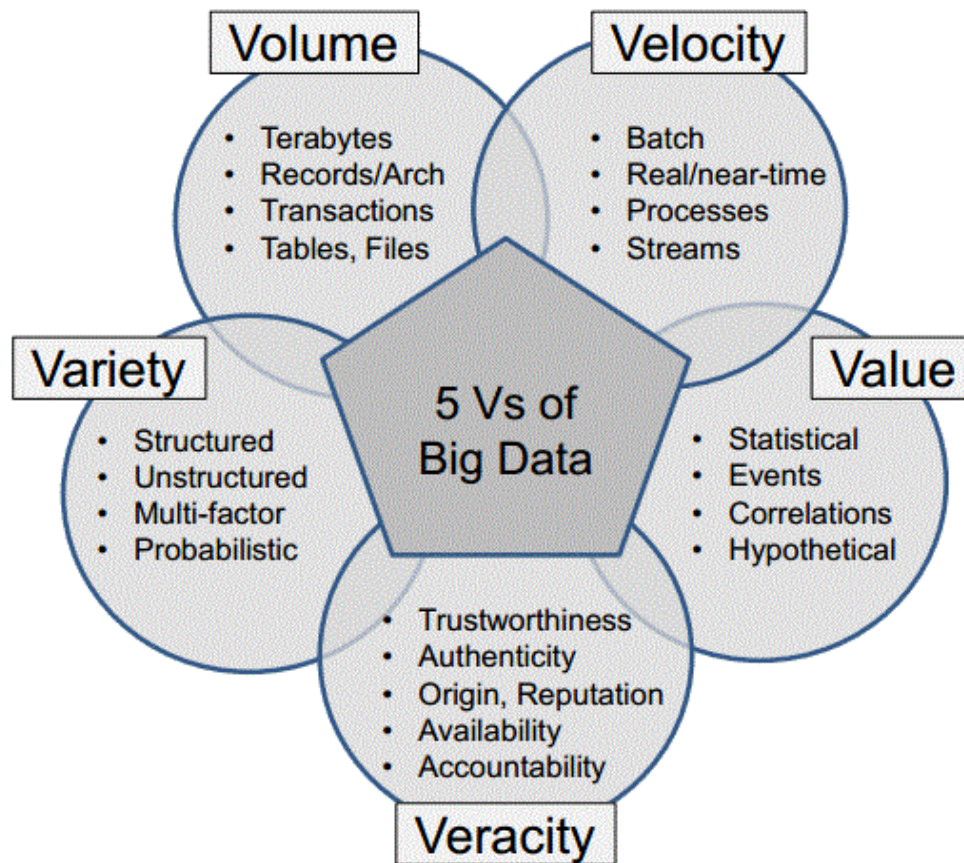 Volume
• Terabytes
• Records/Arch
• Transactions
• Tables, Files
Velocity
• Batch
• Real/near-time
• Processes
• Streams
Variety
• Structured
• Unstructured
• Multi-factor
• Probabilistic
5 Vs of
Big Data
Value
• Statistical
• Events
• Correlations
• Hypothetical
• Trustworthiness
• Authenticity
• Origin, Reputation
• Availability
• Accountability
Veracity